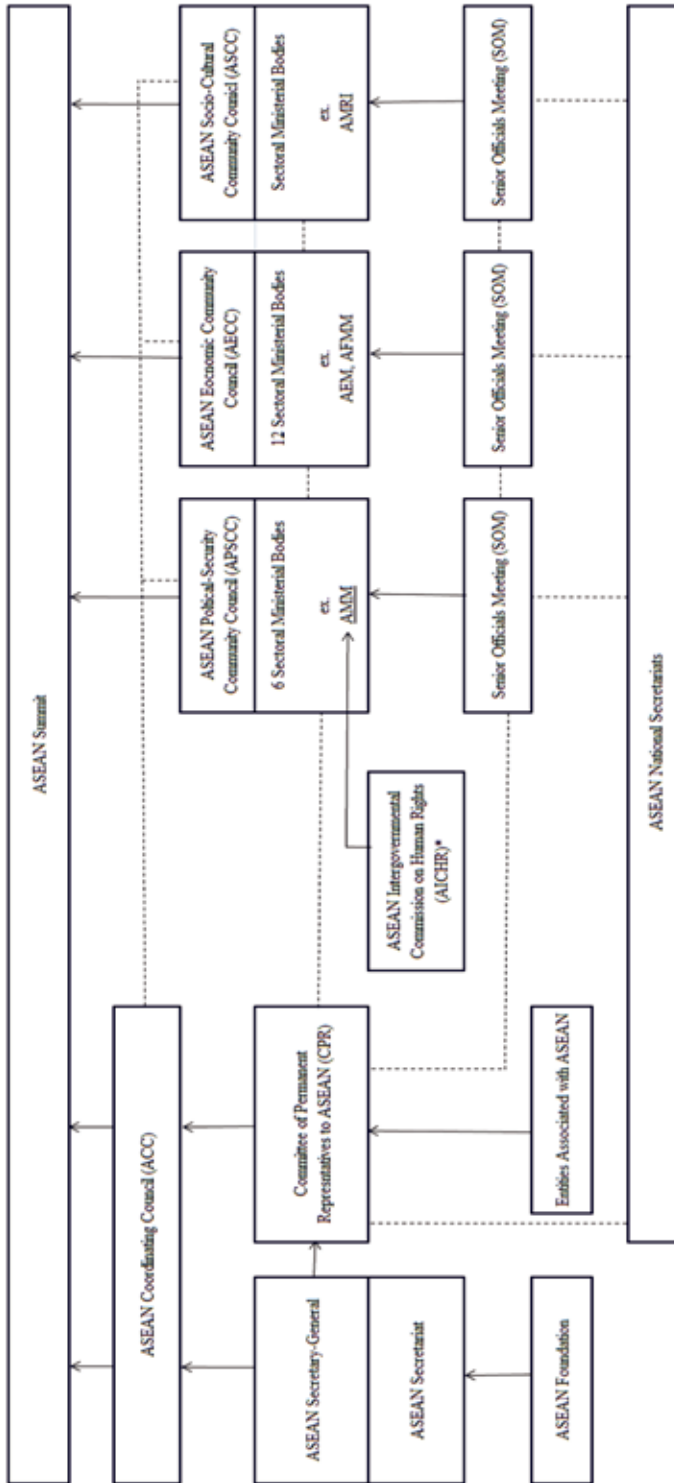 ASEAN Summit
ASEAN Coordinating Council (ACC)
ASEAN Secretary-General
ASEAN Secretariat
ASEAN Foundation
Committee of Permanent
Represntatives to ASEAN (CPR)
Entities Associated with ASEAN
ASEAN Intergovernmental
Commission on Human Rights
(AICHR)*
ASEAN Poltical-Security
Community Council (APSCC)
6 Sectoral Ministerial Bodies
ex.
AMM
Senior Officials Meeting (SOM)
ASEAN Eocnomic Community
Council (AECC)
12 Sectoral Ministerial Bodies
ex.
AEM, AFMM
Senior Officials Meeting (SOM)
ASEAN Socio-Cultural
Community Counicl (ASCC)
Sectoral Ministerial Bodies
ex.
AMRI
Senior Officials Meeting (SOM)
ASEAN National Secretariats